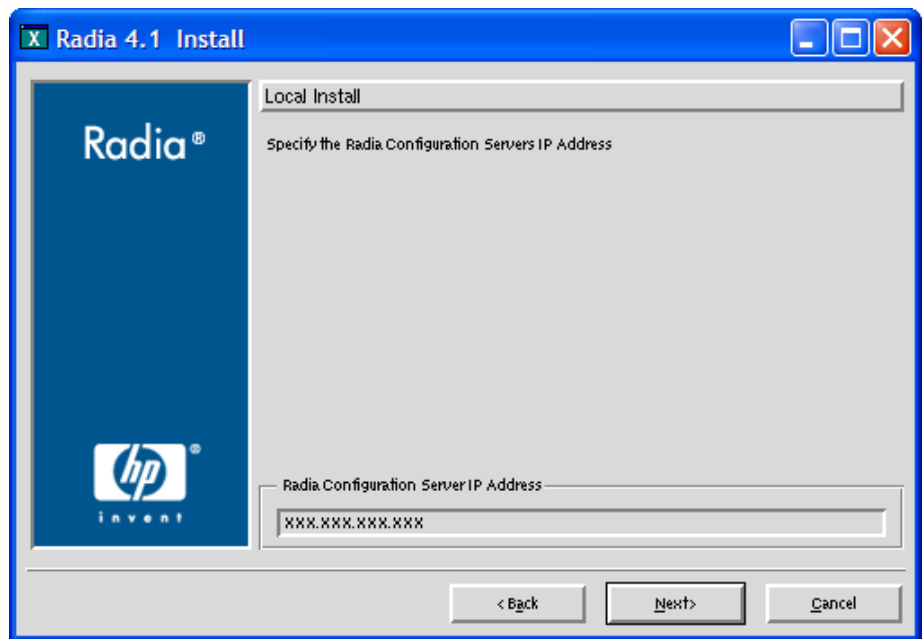 X Radia 4.1 Install
Local Install
Radia®
Specify the Radia Configuration Servers IP Address
hp®
invent
Radia Configuration Server IP Address
XXX.XXX.XXX.XXX
< Back
Next>
Cancel